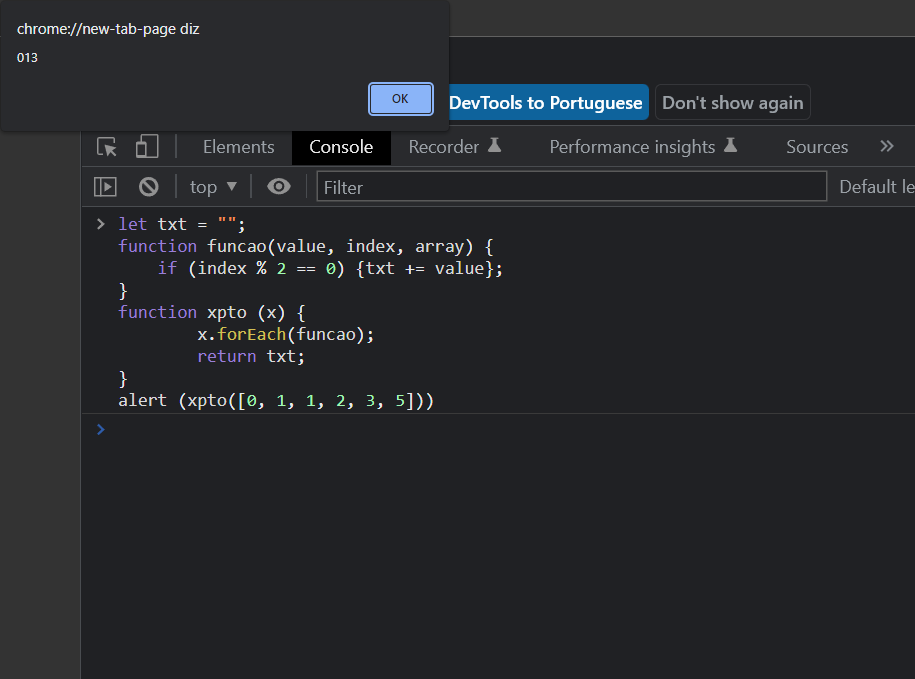 chrome://new-tab-page diz
013
OK
DevTools to Portuguese Don't show again
Elements Console Recorder Performance insights Sources
top Filter Default le
let txt = "";
function funcao(value, index, array) {
    if (index % 2 == 0) {txt += value};
}
function xpto (x) {
        x.forEach(funcao);
        return txt;
}
alert (xpto([0, 1, 1, 2, 3, 5]))